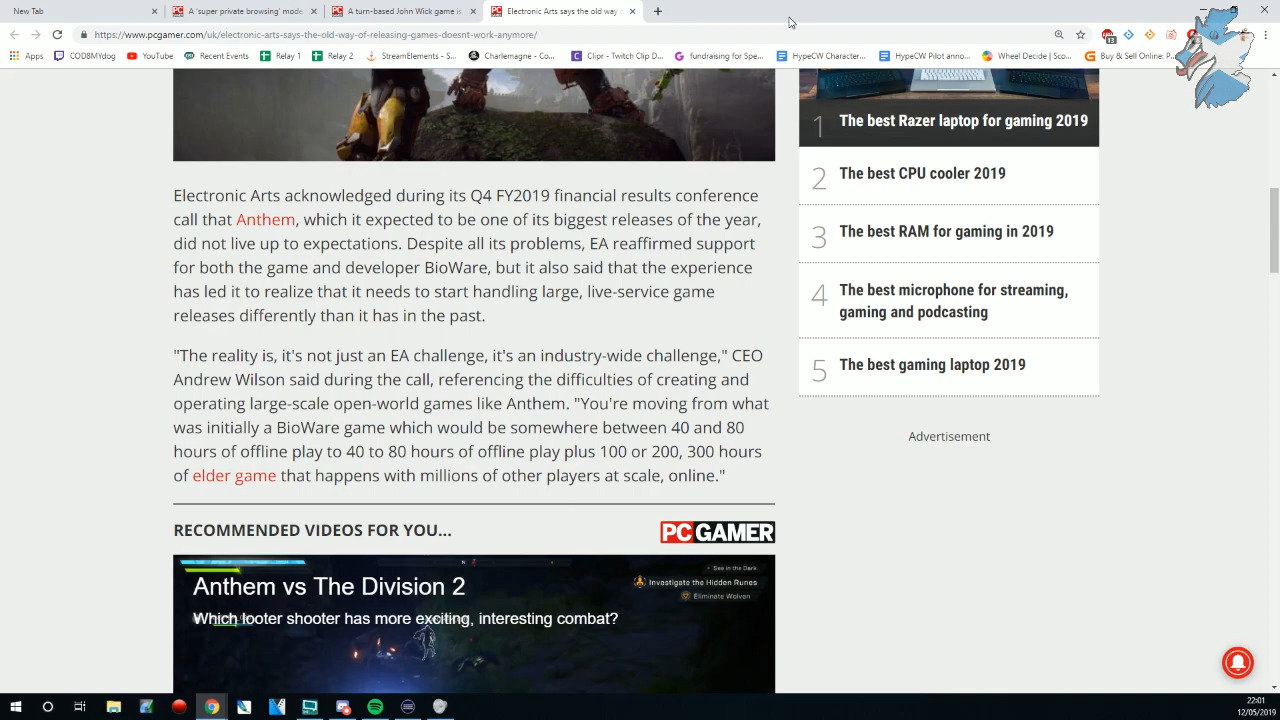 New Tab
A 'super private browsing' mode
A turn-based John Wick game is
Electronic Arts says the old way
https://www.pcgamer.com/uk/electronic-arts-says-the-old-way-of-releasing-games-doesnt-work-anymore/
13
Apps
COD8MYdog
YouTube
Recent Events
Relay 1
Relay 2
StreamElements - S...
Charlemagne - Co...
Clipr - Twitch Clip D...
fundraising for Spe...
HypeCW Character...
HypeCW Pilot anno...
Wheel Decide | Sco...
Buy & Sell Online: P...
Electronic Arts acknowledged during its Q4 FY2019 financial results conference
call that Anthem, which it expected to be one of its biggest releases of the year,
did not live up to expectations. Despite all its problems, EA reaffirmed support
for both the game and developer BioWare, but it also said that the experience
has led it to realize that it needs to start handling large, live-service game
releases differently than it has in the past.
"The reality is, it's not just an EA challenge, it's an industry-wide challenge," CEO
Andrew Wilson said during the call, referencing the difficulties of creating and
operating large-scale open-world games like Anthem. "You're moving from what
was initially a BioWare game which would be somewhere between 40 and 80
hours of offline play to 40 to 80 hours of offline play plus 100 or 200, 300 hours
of elder game that happens with millions of other players at scale, online."
RECOMMENDED VIDEOS FOR YOU...
PC GAMER
Anthem vs The Division 2
Which looter shooter has more exciting, interesting combat?
See in the Dark
Investigate the Hidden Runes
Eliminate Wolven
1 The best Razer laptop for gaming 2019
2 The best CPU cooler 2019
3 The best RAM for gaming in 2019
4 The best microphone for streaming,
gaming and podcasting
5 The best gaming laptop 2019
Advertisement
22:01
12/05/2019